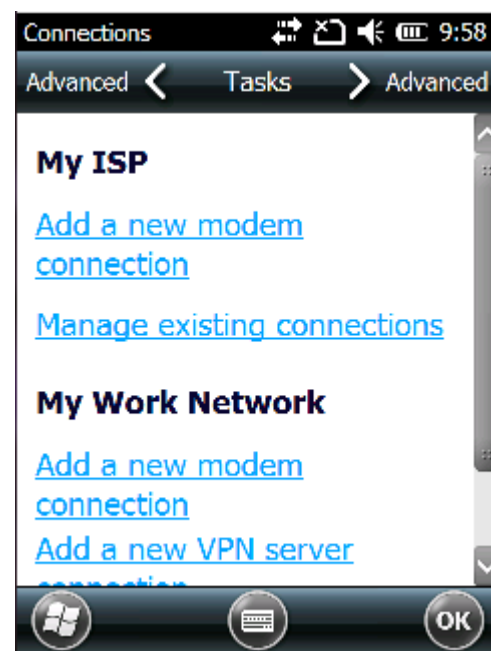 Connections 9:58
Advanced Tasks Advanced
My ISP
Add a new modem
connection
Manage existing connections
My Work Network
Add a new modem
connection
Add a new VPN server
connection
OK